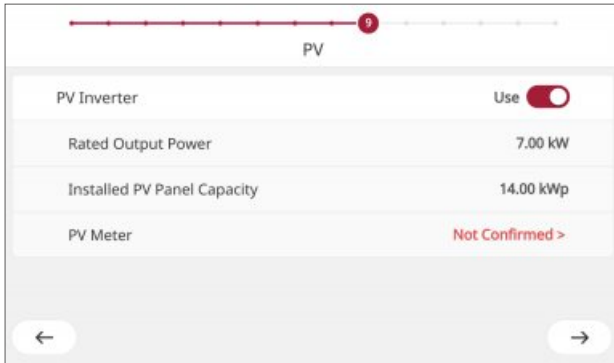 9
PV
PV Inverter Use
Rated Output Power 7.00 kW
Installed PV Panel Capacity 14.00 kWp
PV Meter Not Confirmed >